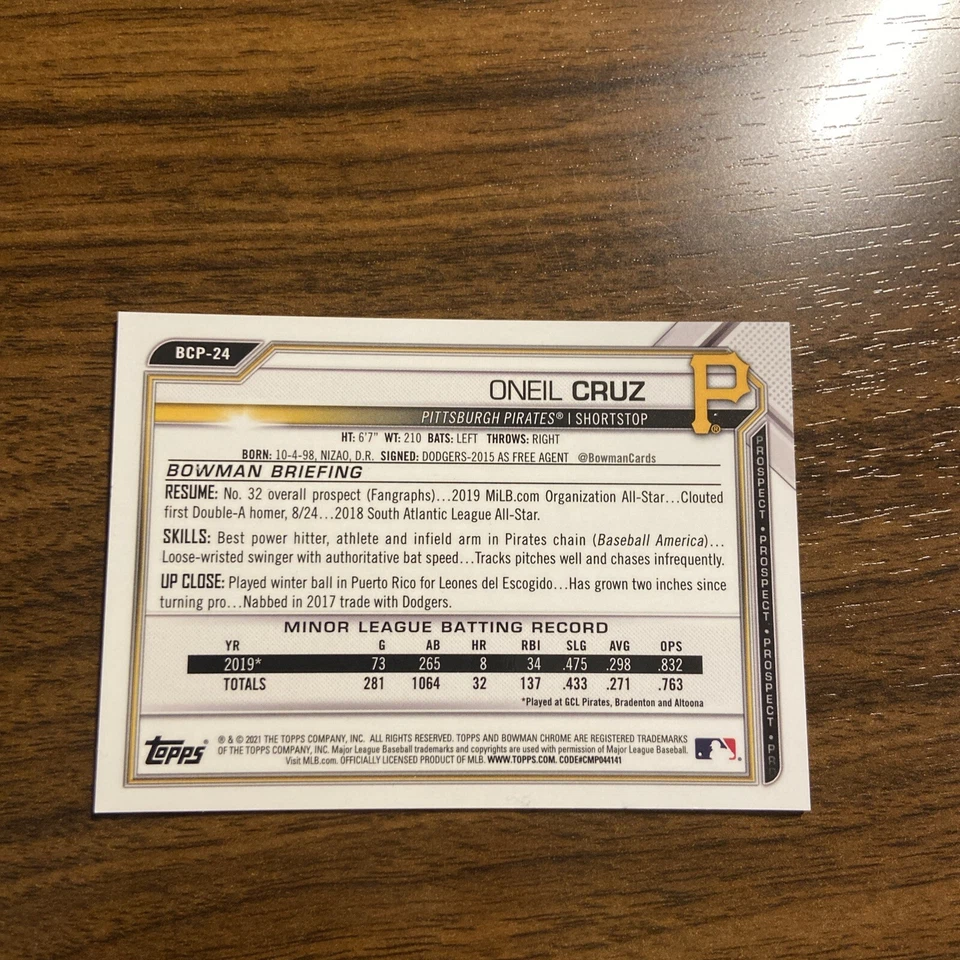 BCP-24
ONEIL CRUZ
P®
PITTSBURGH PIRATES® | SHORTSTOP
HT: 6'7" WT: 210 BATS: LEFT THROWS: RIGHT
BORN: 10-4-98, NIZAO, D.R. SIGNED: DODGERS-2015 AS FREE AGENT @BowmanCards
BOWMAN BRIEFING
RESUME: No. 32 overall prospect (Fangraphs)...2019 MiLB.com Organization All-Star...Clouted
first Double-A homer, 8/24...2018 South Atlantic League All-Star.
SKILLS: Best power hitter, athlete and infield arm in Pirates chain (Baseball America)...
Loose-wristed swinger with authoritative bat speed...Tracks pitches well and chases infrequently.
UP CLOSE: Played winter ball in Puerto Rico for Leones del Escogido...Has grown two inches since
turning pro...Nabbed in 2017 trade with Dodgers.
MINOR LEAGUE BATTING RECORD
YR G AB HR RBI SLG AVG OPS
2019* 73 265 8 34 .475 .298 .832
TOTALS 281 1064 32 137 .433 .271 .763
*Played at GCL Pirates, Bradenton and Altoona
TOPPS®
® & © 2021 THE TOPPS COMPANY, INC. ALL RIGHTS RESERVED. TOPPS AND BOWMAN CHROME ARE REGISTERED TRADEMARKS
OF THE TOPPS COMPANY, INC. Major League Baseball trademarks and copyrights are used with permission of Major League Baseball.
Visit MLB.com. OFFICIALLY LICENSED PRODUCT OF MLB. WWW.TOPPS.COM. CODE#CMP044141
PROSPECT • PROSPECT • PROSPECT • PR